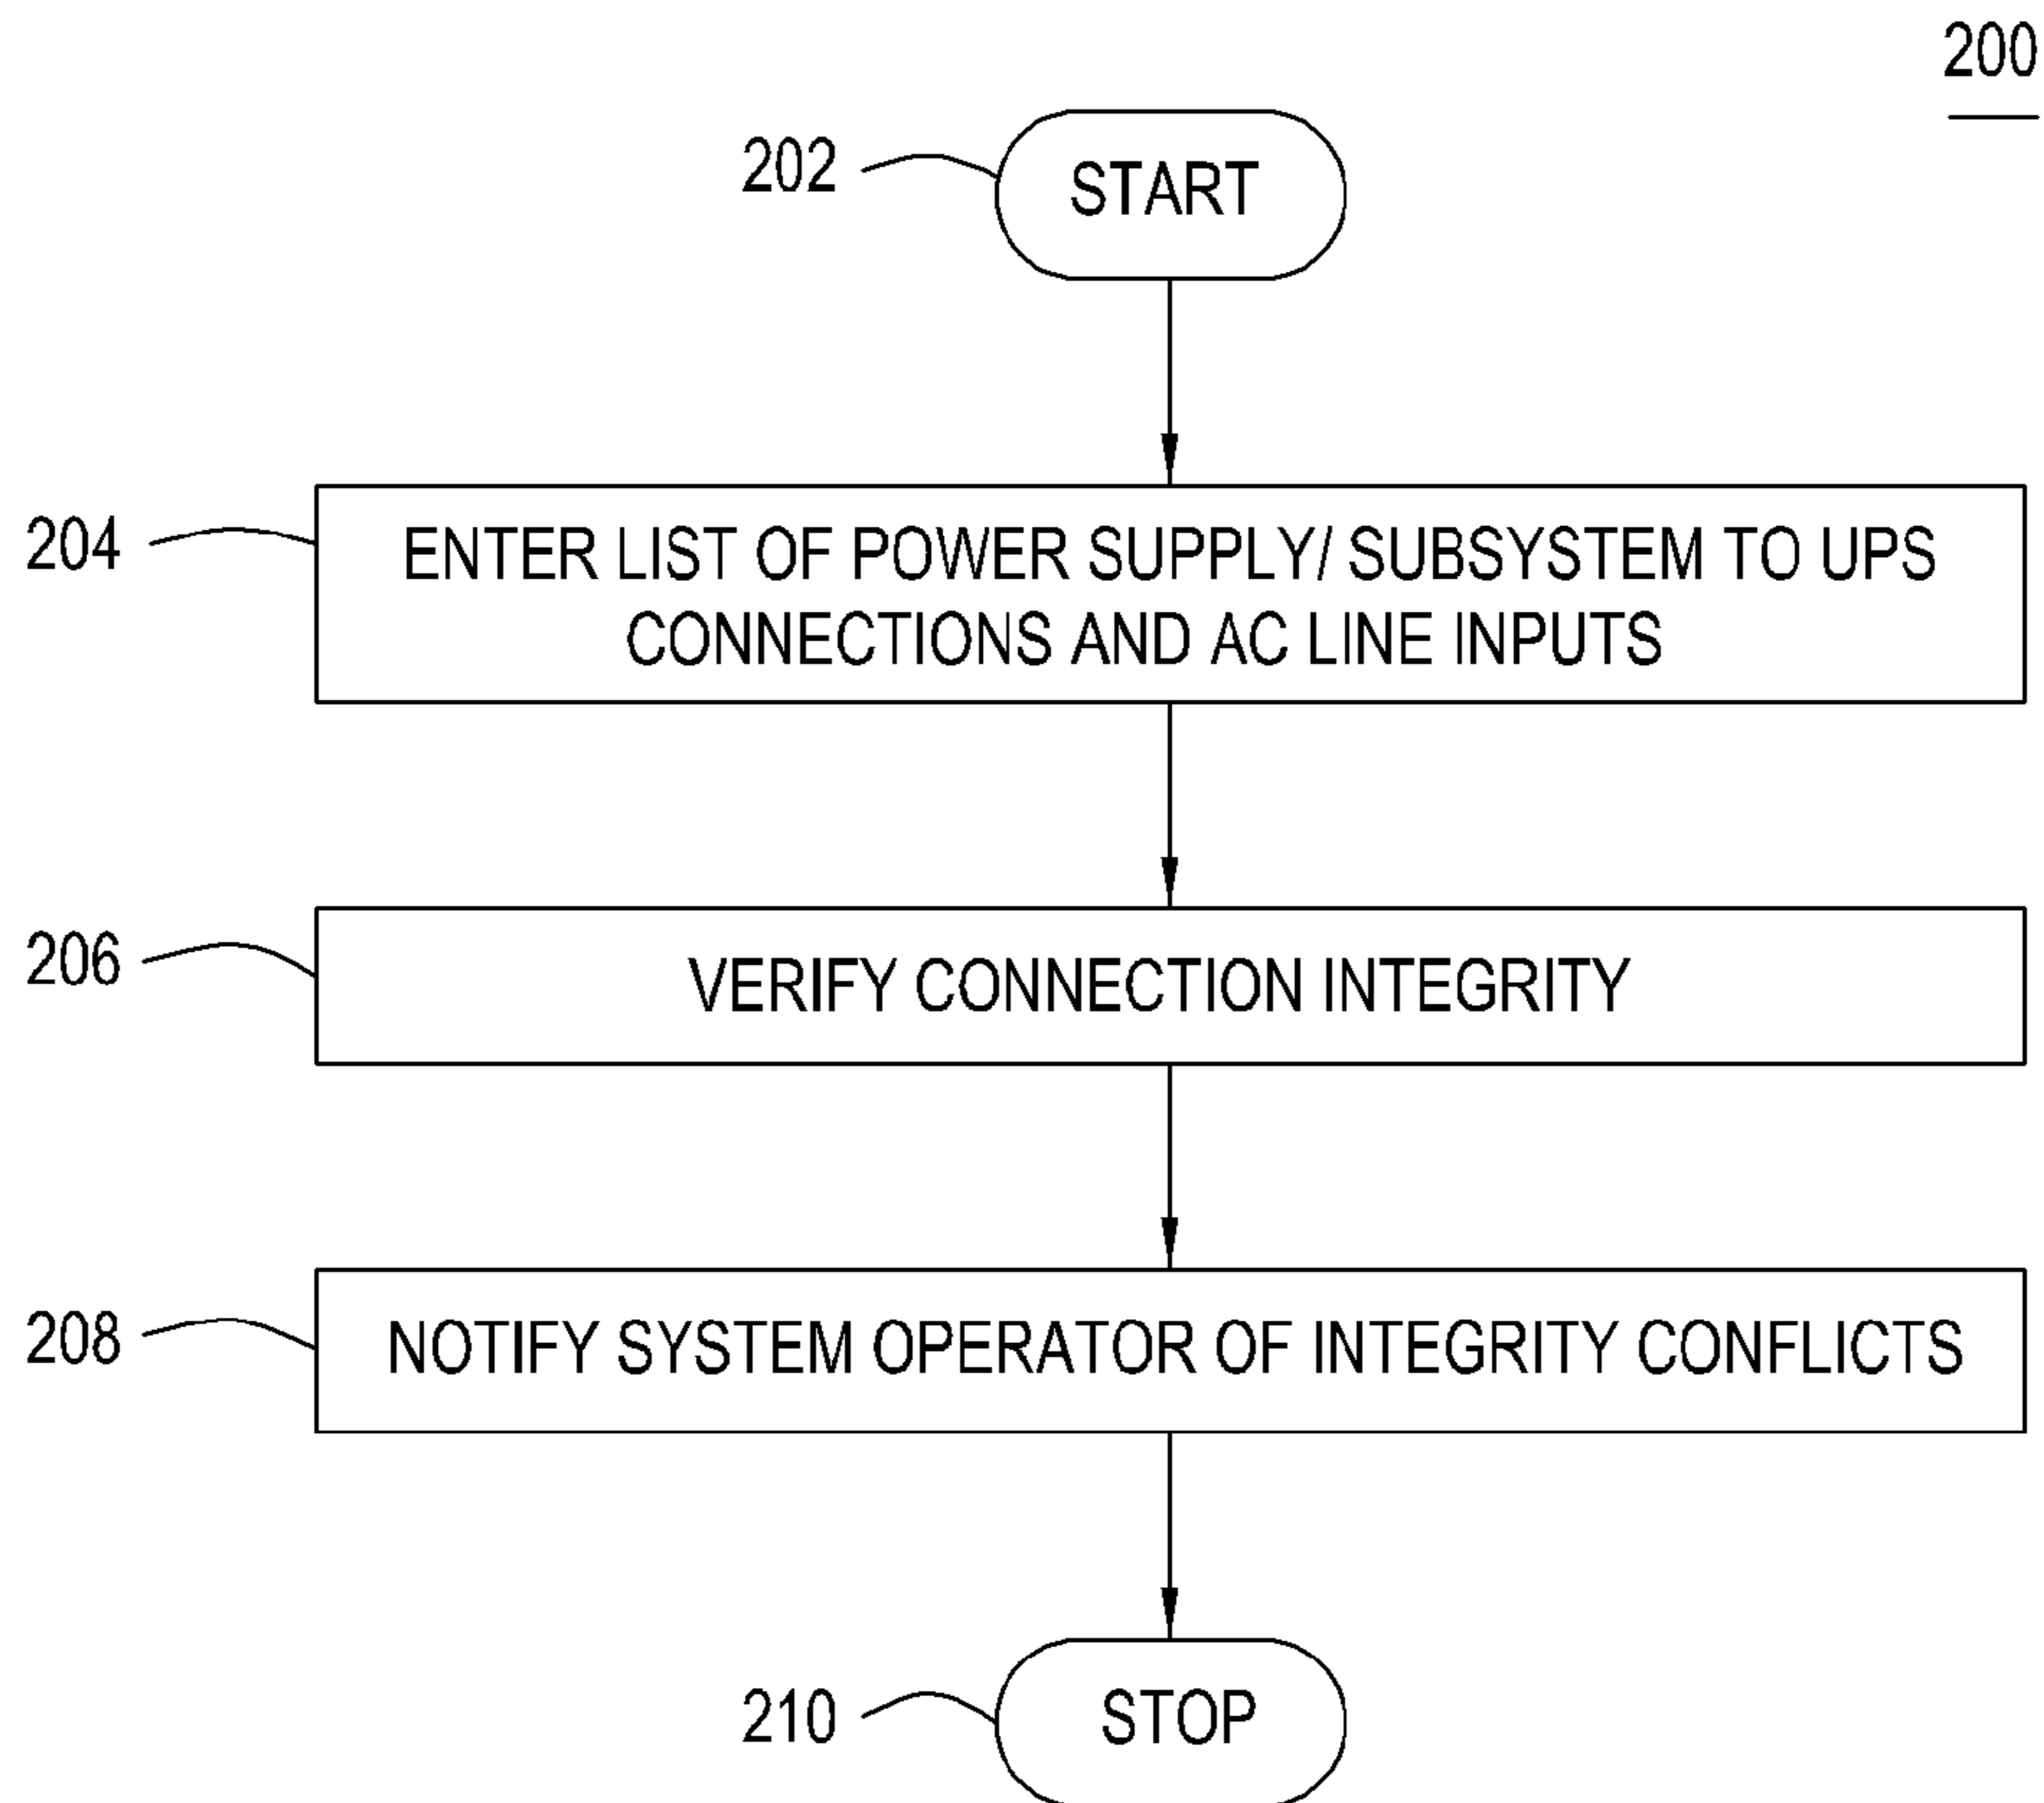 200
202
START
204
ENTER LIST OF POWER SUPPLY/ SUBSYSTEM TO UPS
CONNECTIONS AND AC LINE INPUTS
206
VERIFY CONNECTION INTEGRITY
208
NOTIFY SYSTEM OPERATOR OF INTEGRITY CONFLICTS
210
STOP